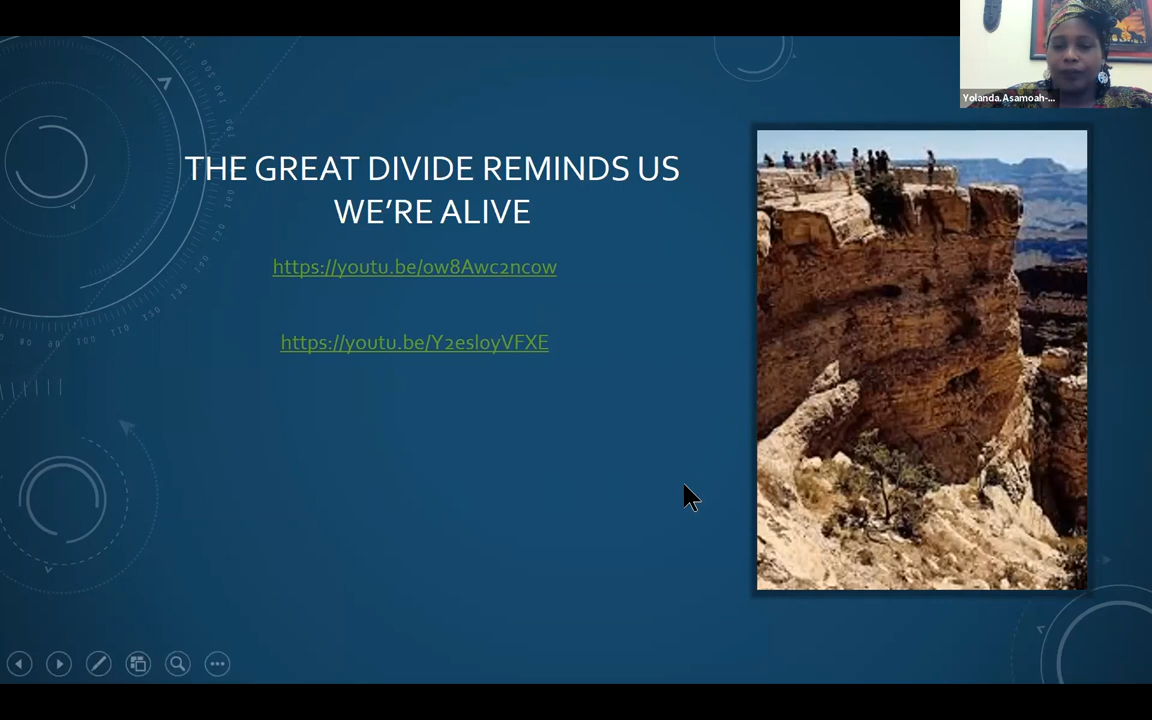 Yolanda.Asamoah-...
THE GREAT DIVIDE REMINDS US
WE'RE ALIVE
https://youtu.be/ow8Awc2ncow
https://youtu.be/Y2esloyVFXE